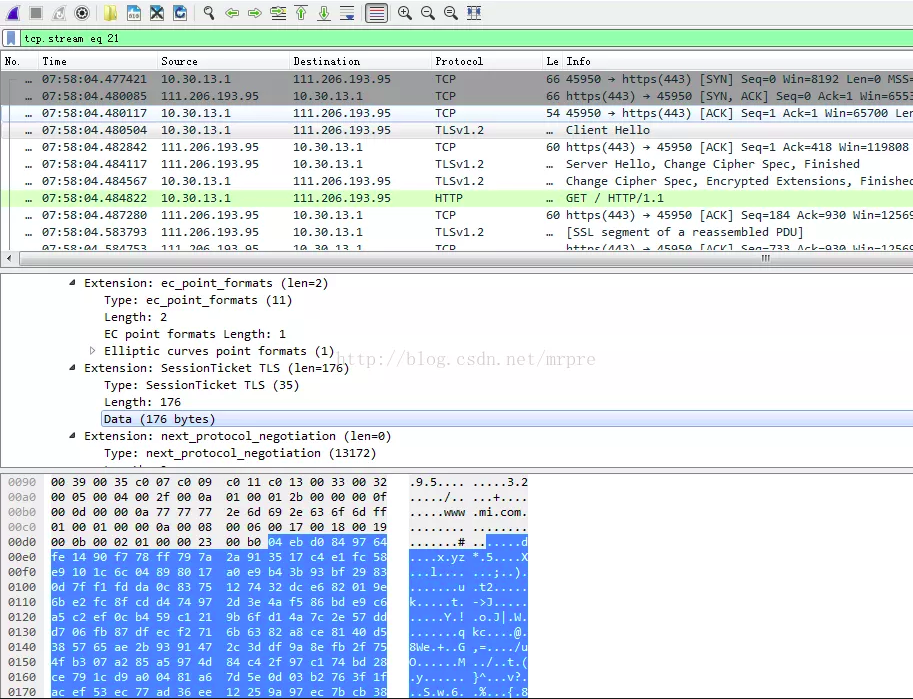 tcp.stream eq 21
No. Time Source Destination Protocol Le Info
… 07:58:04.477421 10.30.13.1 111.206.193.95 TCP 66 45950 → https(443) [SYN] Seq=0 Win=8192 Len=0 MSS=
… 07:58:04.480085 111.206.193.95 10.30.13.1 TCP 66 https(443) → 45950 [SYN, ACK] Seq=0 Ack=1 Win=6553
… 07:58:04.480117 10.30.13.1 111.206.193.95 TCP 54 45950 → https(443) [ACK] Seq=1 Ack=1 Win=65700 Len
… 07:58:04.480504 10.30.13.1 111.206.193.95 TLSv1.2 … Client Hello
… 07:58:04.482842 111.206.193.95 10.30.13.1 TCP 60 https(443) → 45950 [ACK] Seq=1 Ack=418 Win=119808
… 07:58:04.484117 111.206.193.95 10.30.13.1 TLSv1.2 … Server Hello, Change Cipher Spec, Finished
… 07:58:04.484567 10.30.13.1 111.206.193.95 TLSv1.2 … Change Cipher Spec, Encrypted Extensions, Finished
… 07:58:04.484822 10.30.13.1 111.206.193.95 HTTP … GET / HTTP/1.1
… 07:58:04.487280 111.206.193.95 10.30.13.1 TCP 60 https(443) → 45950 [ACK] Seq=184 Ack=930 Win=1256
… 07:58:04.583793 111.206.193.95 10.30.13.1 TLSv1.2 … [SSL segment of a reassembled PDU]
… 07:58:04.584753 111.206.193.95 10.30.13.1 TCP … https(443) → 45950 [ACK] Seq=733 Ack=930 Win=1256
Extension: ec_point_formats (len=2)
Type: ec_point_formats (11)
Length: 2
EC point formats Length: 1
Elliptic curves point formats (1)
http://blog.csdn.net/mrpre
Extension: SessionTicket TLS (len=176)
Type: SessionTicket TLS (35)
Length: 176
Data (176 bytes)
Extension: next_protocol_negotiation (len=0)
Type: next_protocol_negotiation (13172)
0090 00 39 00 35 c0 07 c0 09 c0 11 c0 13 00 33 00 32 .9.5.... .....3.2
00a0 00 05 00 04 00 2f 00 0a 01 00 01 2b 00 00 00 0f ...../.. ...+....
00b0 00 0d 00 00 0a 77 77 77 2e 6d 69 2e 63 6f 6d ff .....www .mi.com.
00c0 01 00 01 00 00 0a 00 08 00 06 00 17 00 18 00 19 ........ ........
00d0 00 0b 00 02 01 00 00 23 00 b0 04 eb d0 84 97 64 .......# .......d
00e0 fe 14 90 f7 78 ff 79 7a 2a 91 35 17 c4 e1 fc 58 ....x.yz *.5....X
00f0 e9 10 1c 6c 04 89 80 17 a0 e9 b4 3b 93 bf 29 83 ...l.... ...;..).
0100 0d 7f f1 fd da 0c 83 75 12 74 32 dc e6 82 01 9e .......u .t2.....
0110 6b e2 fc 8f cd d4 74 97 2d 3e 4a f5 86 bd e9 c6 k.....t. ->J.....
0120 a5 c2 ef 0c b4 59 c1 21 9b 6f d1 4a 7c 2e 57 dd .....Y.! .o.J|.W.
0130 d7 06 fb 87 df ec f2 71 6b 63 82 a8 ce 81 40 d5 .......q kc....@.
0140 38 57 65 ae 2b 93 91 47 2c 3d df 9a 8e fb 2f 75 8We.+..G ,=..../u
0150 4f b3 07 a2 85 a5 97 4d 84 c4 2f 97 c1 74 bd 28 O......M ../..t.(
0160 ce 79 1c d9 a0 04 81 a6 7d 5e 0d 03 b2 76 3f 1f .y...... }^...v?.
0170 ac ef 53 ec 77 ad 36 ee 12 25 9a 97 ec 7b cb 38 ..S.w.6. .%...{.8